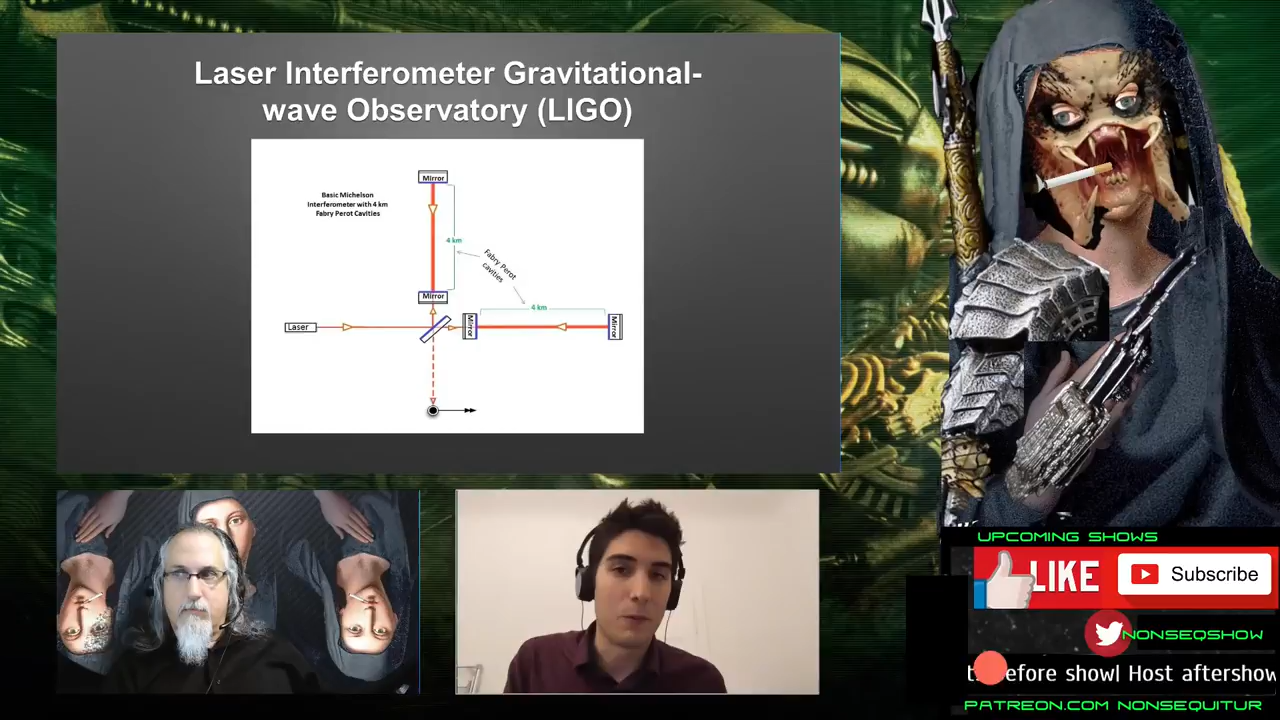 Laser Interferometer Gravitational-
wave Observatory (LIGO)
Mirror
Basic Michelson
Interferometer with 4 km
Fabry Perot Cavities
4 km
Fabry Perot
cavities
Mirror
4 km
Laser
Mirror
Mirror
UPCOMING SHOWS
LIKE
Subscribe
NONSEQSHOW
efore show| Host aftershow
PATREON.COM NONSEQUITUR